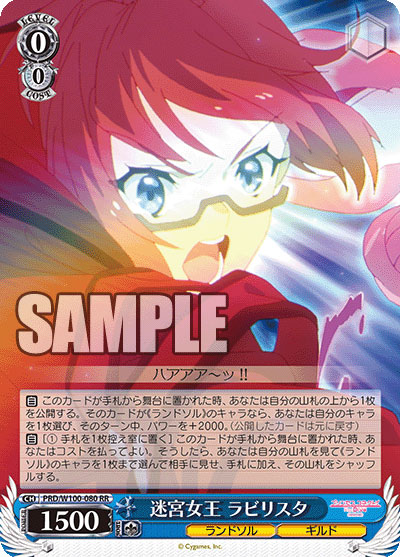 LEVEL
0
0
COST
SAMPLE
ハアアア～ッ!!
自 このカードが手札から舞台に置かれた時、あなたは自分の山札の上から1枚
を公開する。そのカードが《ランドソル》のキャラなら、あなたは自分のキャラ
を1枚選び、そのターン中、パワーを+2000。(公開したカードは元に戻す)
自 [① 手札を1枚控え室に置く] このカードが手札から舞台に置かれた時、あ
なたはコストを払ってよい。そうしたら、あなたは自分の山札を見て《ランド
ソル》のキャラを1枚まで選んで相手に見せ、手札に加え、その山札をシャッフ
ルする。
CH PRD/W100-080 RR
POWER 1500
SOUL
迷宮女王 ラビリスタ
ランドソル
ギルド
© Cygames, Inc.